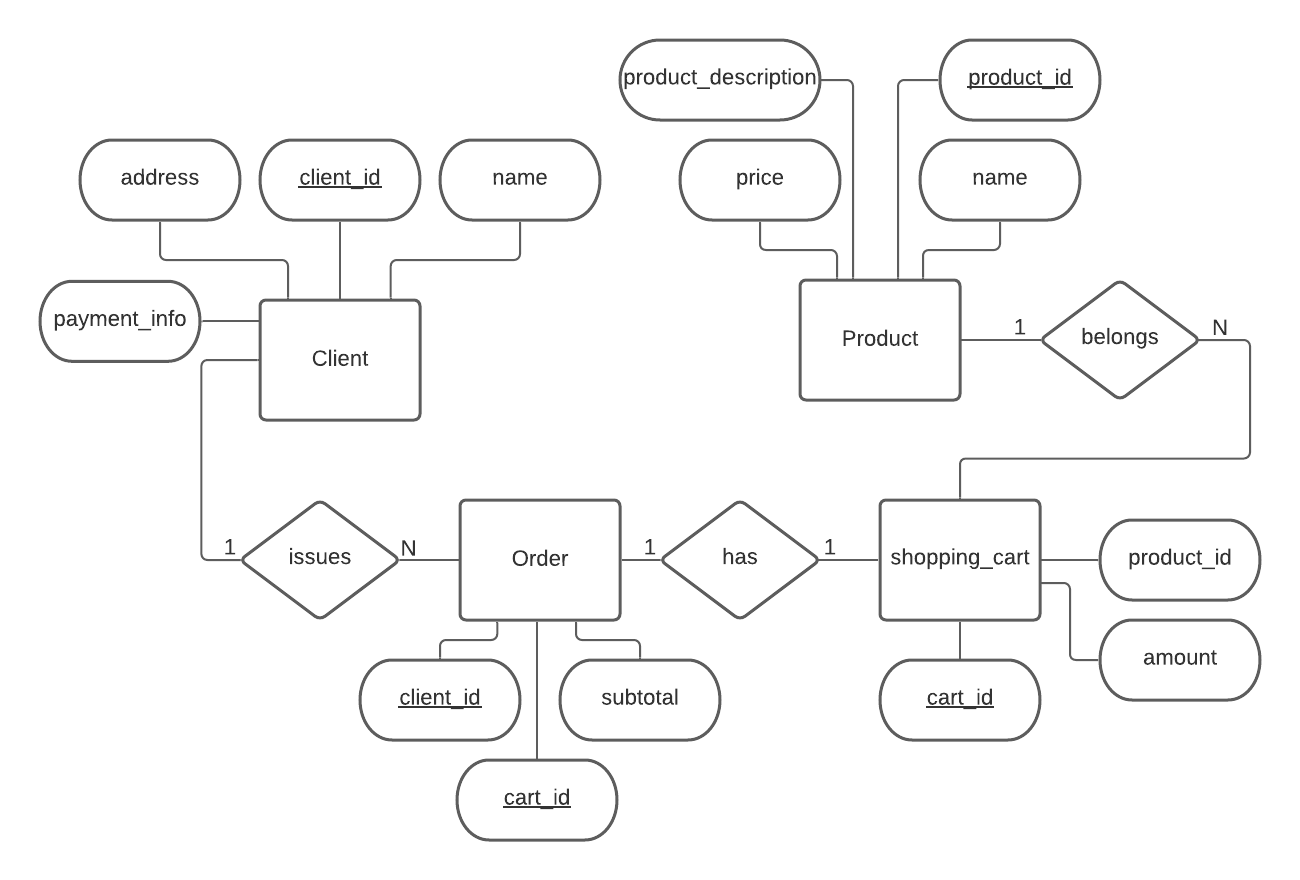 product_description
product_id
address
client_id
name
price
name
payment_info
Client
Product
1
belongs
N
1
issues
N
Order
1
has
1
shopping_cart
product_id
client_id
subtotal
cart_id
amount
cart_id